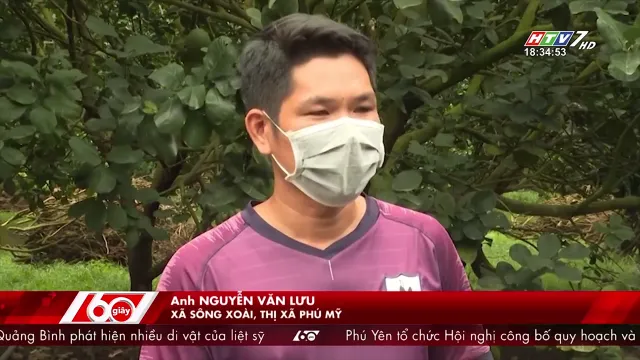 HTV7 HD
18:34:53
Anh NGUYỄN VĂN LƯU
XÃ SÔNG XOÀI, THỊ XÃ PHÚ MỸ
60 giây
Quảng Bình phát hiện nhiều di vật của liệt sỹ Phú Yên tổ chức Hội nghị công bố quy hoạch và